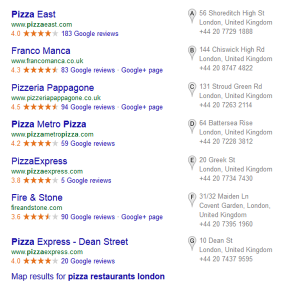 Pizza East
www.pizzaeast.com
4.0 183 Google reviews
A
56 Shoreditch High St
London, United Kingdom
+44 20 7729 1888
Franco Manca
www.francomanca.co.uk
4.3 83 Google reviews · Google+ page
B
144 Chiswick High Rd
London, United Kingdom
+44 20 8747 4822
Pizzeria Pappagone
www.pizzeriapappagone.co.uk
4.5 94 Google reviews · Google+ page
C
131 Stroud Green Rd
London, United Kingdom
+44 20 7263 2114
Pizza Metro Pizza
www.pizzametropizza.com
4.2 59 Google reviews
D
64 Battersea Rise
London, United Kingdom
+44 20 7228 3812
PizzaExpress
www.pizzaexpress.com
3.8 5 Google reviews
E
20 Greek St
London, United Kingdom
+44 20 7734 7430
Fire & Stone
fireandstone.com
3.6 90 Google reviews · Google+ page
F
31/32 Maiden Ln
Covent Garden, London,
United Kingdom
+44 20 7395 1960
Pizza Express - Dean Street
www.pizzaexpress.com
4.0 20 Google reviews
G
10 Dean St
London, United Kingdom
+44 20 7437 9595
Map results for pizza restaurants london